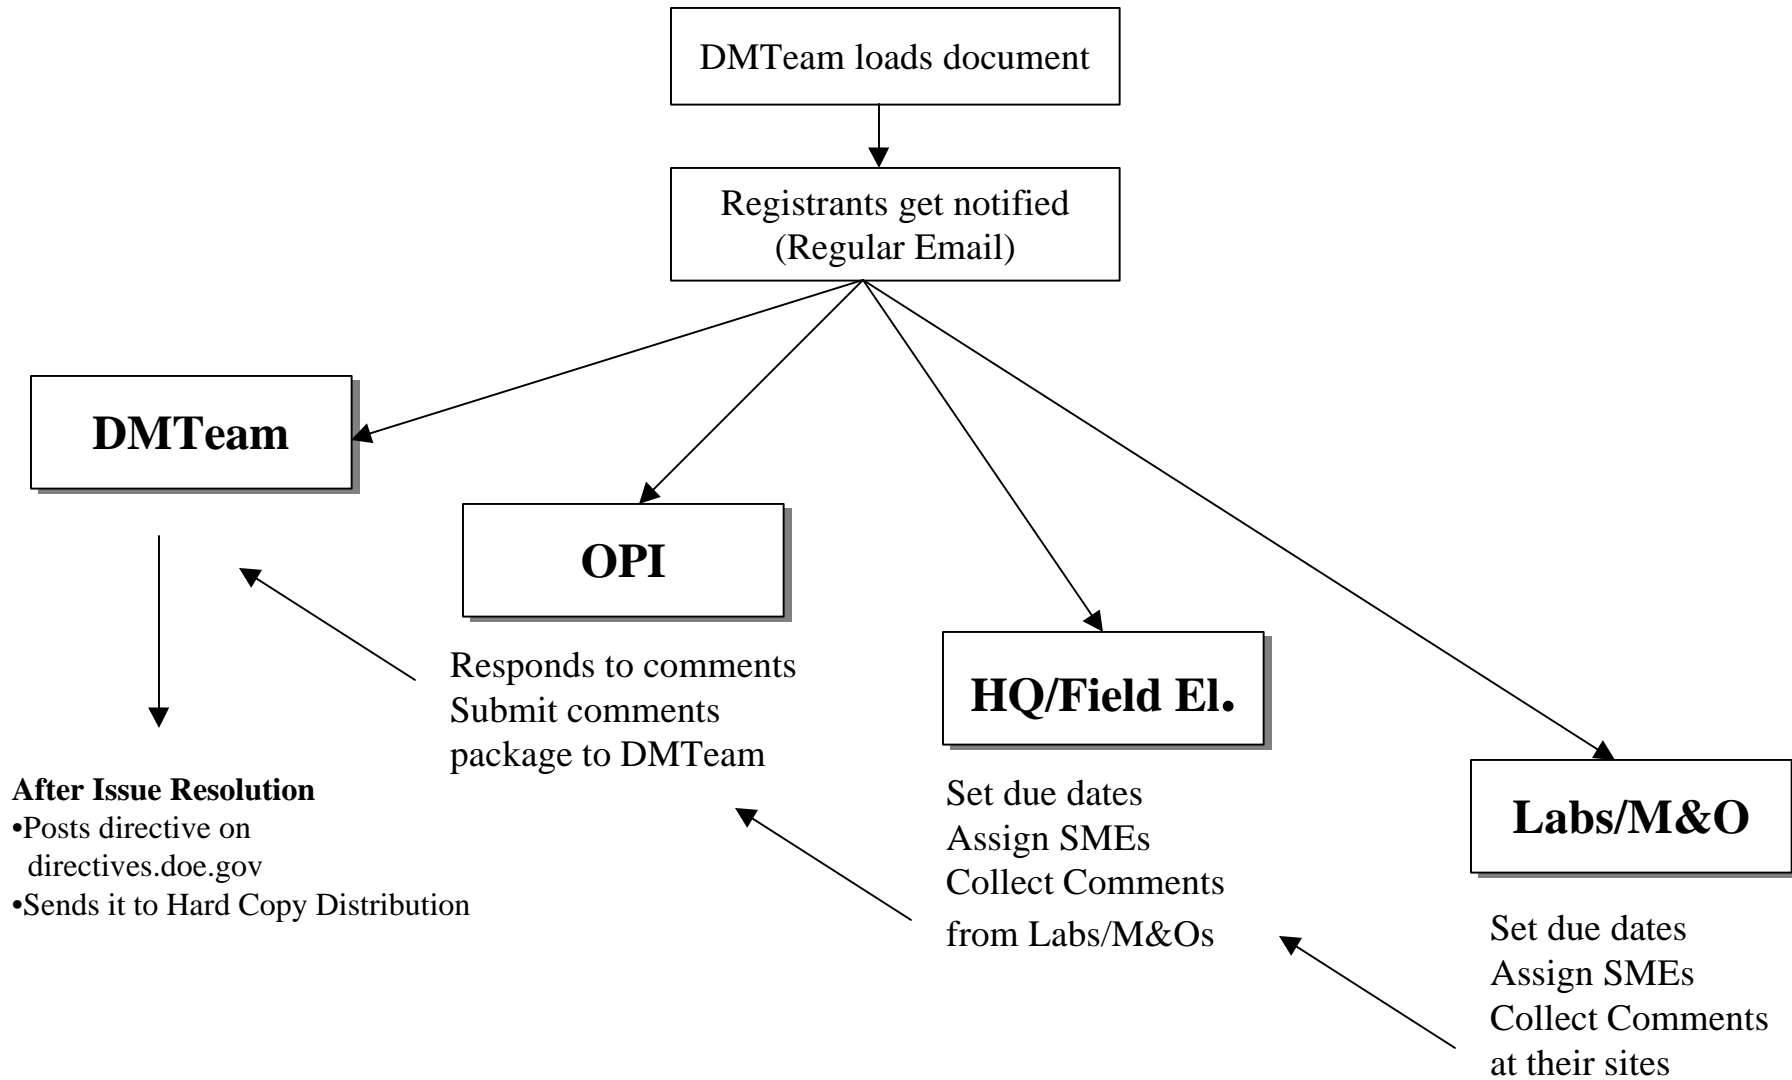 DMTeam loads document
Registrants get notified
(Regular Email)
DMTeam
OPI
HQ/Field El.
Labs/M&O
Responds to comments
Submit comments
package to DMTeam
After Issue Resolution
•Posts directive on
directives.doe.gov
•Sends it to Hard Copy Distribution
Set due dates
Assign SMEs
Collect Comments
from Labs/M&Os
Set due dates
Assign SMEs
Collect Comments
at their sites